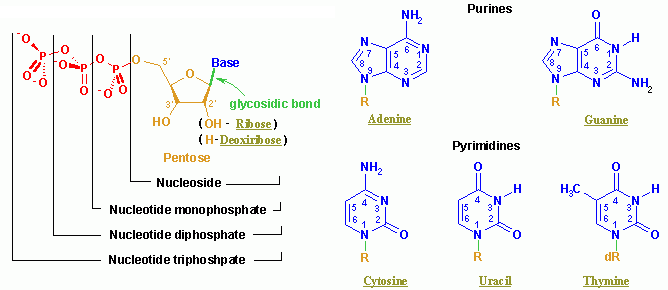 O- O- O-
P O P O P O 5'
O O O
-O -O
O
Base
glycosidic bond
3' 2'
HO
(OH - Ribose)
(H-Deoxiribose)
Pentose
Nucleoside
Nucleotide monophosphate
Nucleotide diphosphate
Nucleotide triphoshpate
Purines
NH2
N N
7 5 6 1
8 4 2
9 3
N N
R
Adenine
O
N N H
7 5 6 1
8 4 2
9 3
N N NH2
R
Guanine
Pyrimidines
NH2
4
5 3 N
6 2
1
N O
R
Cytosine
O
4 H
5 3 N
6 2
1
N O
R
Uracil
O
H3C 4 H
5 3 N
6 2
1
N O
dR
Thymine